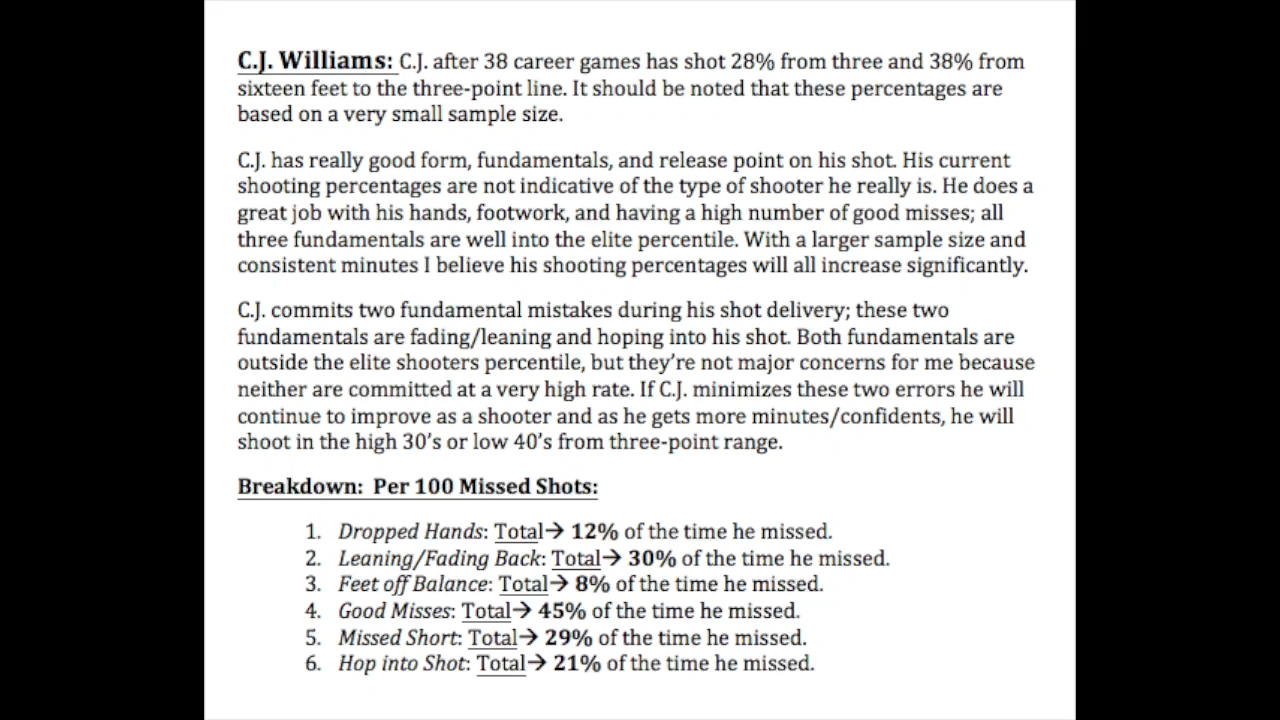 C.J. Williams: C.J. after 38 career games has shot 28% from three and 38% from
sixteen feet to the three-point line. It should be noted that these percentages are
based on a very small sample size.
C.J. has really good form, fundamentals, and release point on his shot. His current
shooting percentages are not indicative of the type of shooter he really is. He does a
great job with his hands, footwork, and having a high number of good misses; all
three fundamentals are well into the elite percentile. With a larger sample size and
consistent minutes I believe his shooting percentages will all increase significantly.
C.J. commits two fundamental mistakes during his shot delivery; these two
fundamentals are fading/leaning and hoping into his shot. Both fundamentals are
outside the elite shooters percentile, but they're not major concerns for me because
neither are committed at a very high rate. If C.J. minimizes these two errors he will
continue to improve as a shooter and as he gets more minutes/confidents, he will
shoot in the high 30's or low 40's from three-point range.
Breakdown: Per 100 Missed Shots:
1. Dropped Hands: Total→ 12% of the time he missed.
2. Leaning/Fading Back: Total→ 30% of the time he missed.
3. Feet off Balance: Total→ 8% of the time he missed.
4. Good Misses: Total→ 45% of the time he missed.
5. Missed Short: Total→ 29% of the time he missed.
6. Hop into Shot: Total→ 21% of the time he missed.